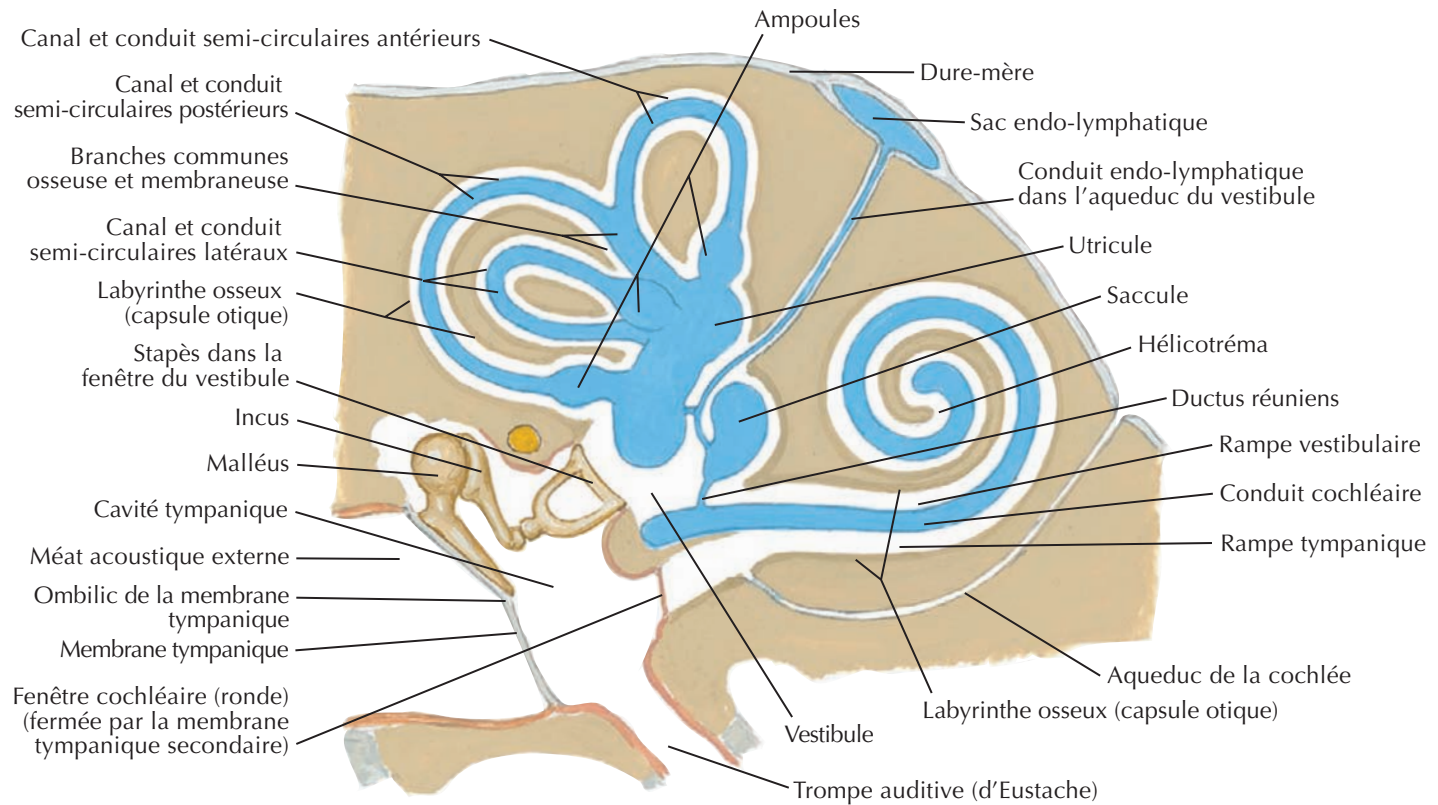 Ampoules
Canal et conduit semi-circulaires antérieurs
Canal et conduit
semi-circulaires postérieurs
Branches communes
osseuse et membraneuse
Canal et conduit
semi-circulaires latéraux
Labyrinthe osseux
(capsule otique)
Stapès dans la
fenêtre du vestibule
Incus
Malléus
Cavité tympanique
Méat acoustique externe
Ombilic de la membrane
tympanique
Membrane tympanique
Fenêtre cochléaire (ronde)
(fermée par la membrane
tympanique secondaire)
Dure-mère
Sac endo-lymphatique
Conduit endo-lymphatique
dans l'aqueduc du vestibule
Utricule
Saccule
Hélicotréma
Ductus réuniens
Rampe vestibulaire
Conduit cochléaire
Rampe tympanique
Aqueduc de la cochlée
Labyrinthe osseux (capsule otique)
Vestibule
Trompe auditive (d'Eustache)